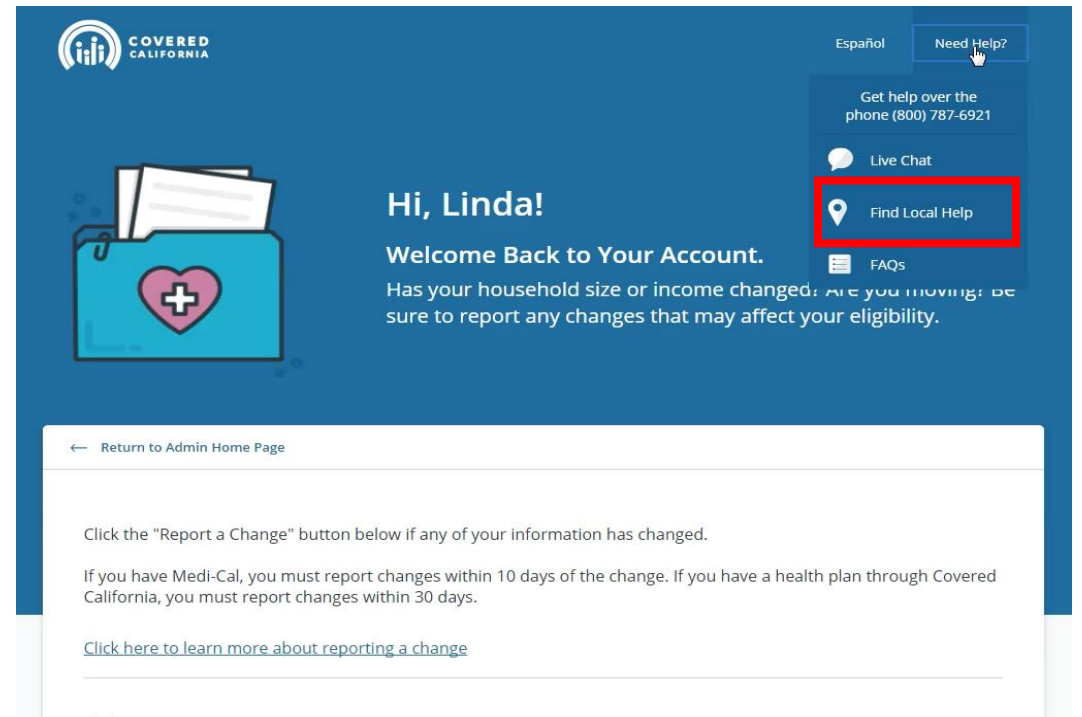 COVERED
CALIFORNIA
Español
Need Help?
Get help over the
phone (800) 787-6921
Live Chat
Find Local Help
FAQs
Hi, Linda!
Welcome Back to Your Account.
Has your household size or income changed? Are you moving? Be
sure to report any changes that may affect your eligibility.
← Return to Admin Home Page
Click the "Report a Change" button below if any of your information has changed.
If you have Medi-Cal, you must report changes within 10 days of the change. If you have a health plan through Covered
California, you must report changes within 30 days.
Click here to learn more about reporting a change